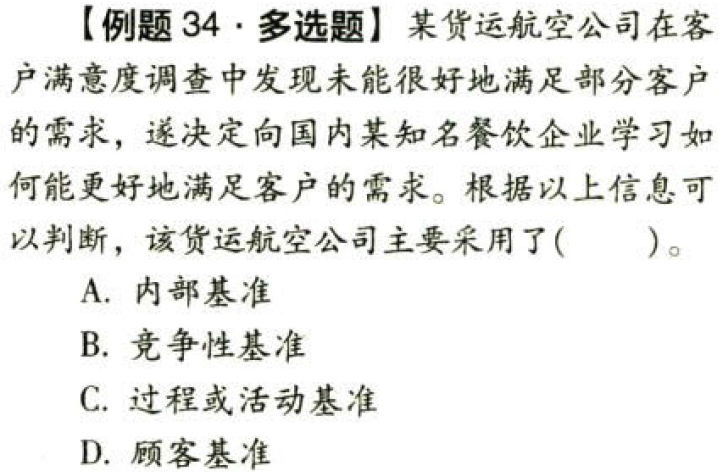 【例题 34 · 多选题】 某货运航空公司在客
户满意度调查中发现未能很好地满足部分客户
的需求，遂决定向国内某知名餐饮企业学习如
何能更好地满足客户的需求。根据以上信息可
以判断，该货运航空公司主要采用了(　　)。
A. 内部基准
B. 竞争性基准
C. 过程或活动基准
D. 顾客基准